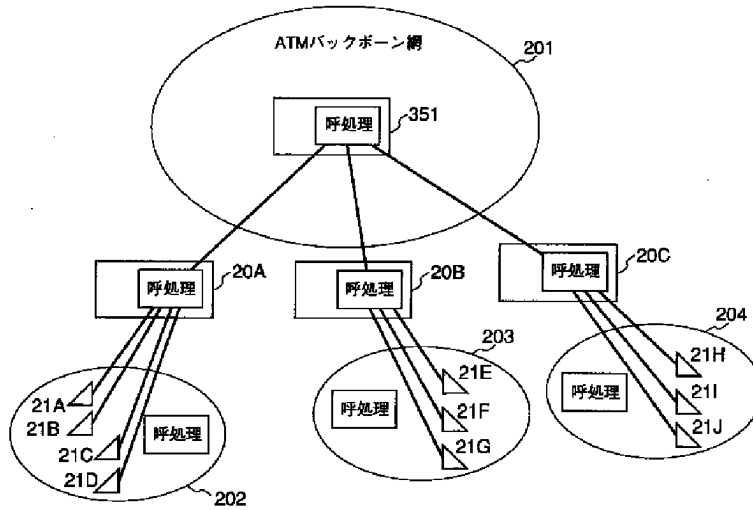 ATMバックボーン網
201
呼処理
351
呼処理
20A
呼処理
20B
呼処理
20C
203
204
21A
21B
21C
21D
呼処理
202
呼処理
21E
21F
21G
呼処理
21H
21I
21J